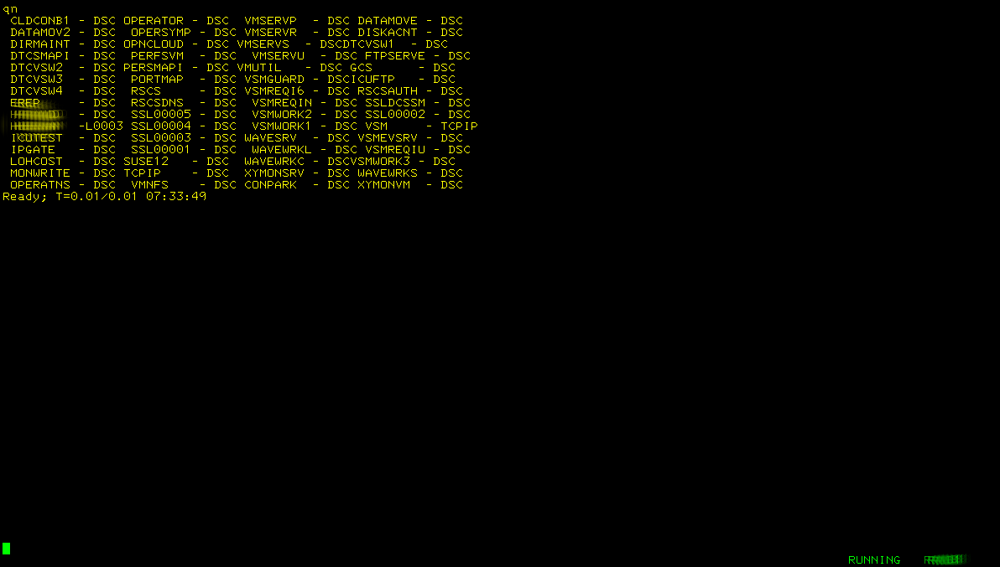 qn
CLDCONB1 - DSC OPERATOR - DSC  VMSERVP  - DSC DATAMOVE - DSC
DATAMOV2 - DSC  OPERSYMP - DSC VMSERVR  - DSC DISKACNT - DSC
DIRMAINT - DSC OPNCLOUD - DSC VMSERVS  - DSCDTCVSW1   - DSC
DTCSMAPI - DSC  PERFSVM  - DSC  VMSERVU  - DSC FTPSERVE - DSC
DTCVSW2  - DSC PERSMAPI - DSC VMUTIL   - DSC GCS      - DSC
DTCVSW3  - DSC  PORTMAP  - DSC VSMGUARD - DSCICUFTP   - DSC
DTCVSW4  - DSC  RSCS     - DSC VSMREQI6 - DSC RSCSAUTH - DSC
EREP     - DSC  RSCSDNS  - DSC  VSMREQIN - DSC SSLDCSSM - DSC
- DSC  SSL00005 - DSC  VSMWORK2 - DSC SSL00002 - DSC
-L0003 SSL00004 - DSC  VSMWORK1 - DSC VSM     - TCPIP
- DSC  SSL00003 - DSC WAVESRV  - DSC VSMEVSRV - DSC
IPGATE   - DSC  SSL00001 - DSC  WAVEWRKL - DSC VSMREQIU - DSC
LOHCOST  - DSC SUSE12   - DSC  WAVEWRKC - DSCVSMWORK3 - DSC
MONWRITE - DSC TCPIP    - DSC  XYMONSRV - DSC WAVEWRKS - DSC
OPERATNS - DSC  VMNFS    - DSC CONPARK  - DSC XYMONVM  - DSC
Ready; T=0.01/0.01 07:33:49
RUNNING